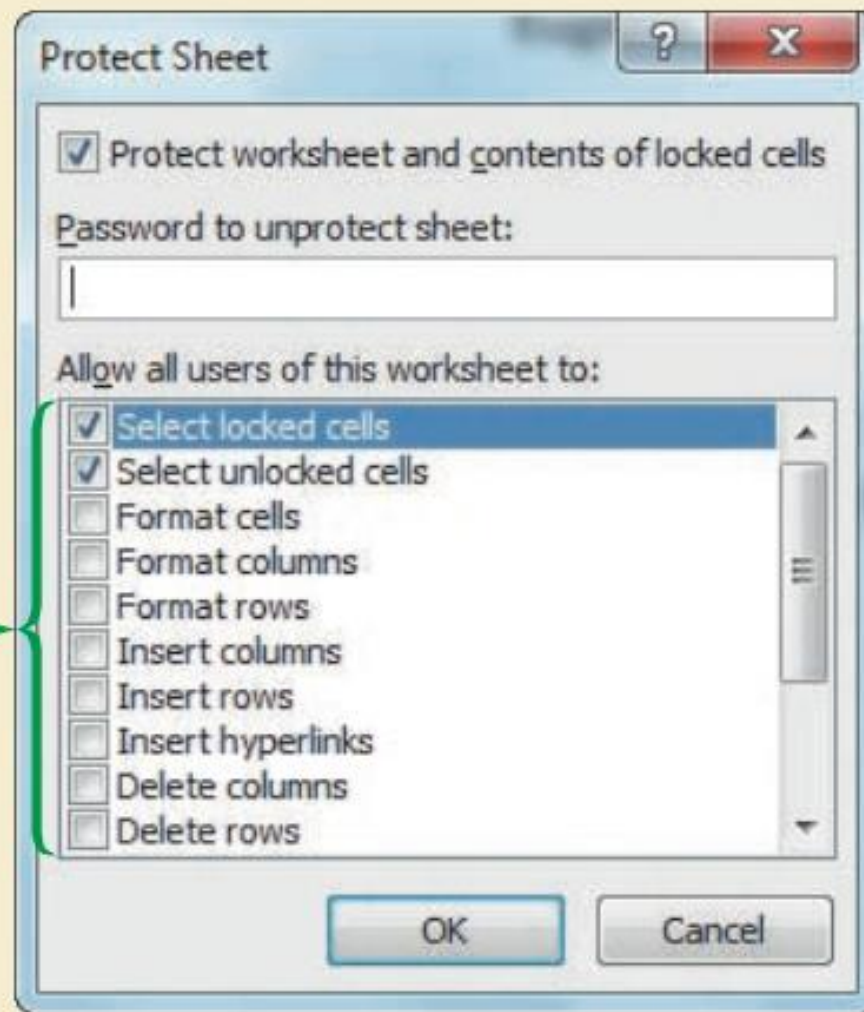 Protect Sheet
Protect worksheet and contents of locked cells
Password to unprotect sheet:
Allow all users of this worksheet to:
Select locked cells
Select unlocked cells
Format cells
Format columns
Format rows
Insert columns
Insert rows
Insert hyperlinks
Delete columns
Delete rows
OK
Cancel